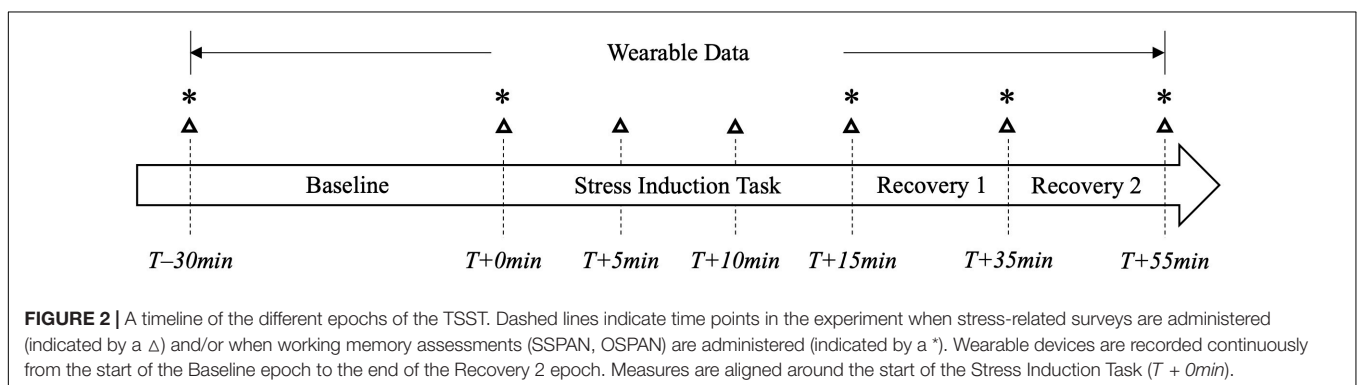 Wearable Data
* * * * *
△ △ △ △ △ △ △
Baseline Stress Induction Task Recovery 1 Recovery 2
T–30min T+0min T+5min T+10min T+15min T+35min T+55min
FIGURE 2 | A timeline of the different epochs of the TSST. Dashed lines indicate time points in the experiment when stress-related surveys are administered
(indicated by a △) and/or when working memory assessments (SSPAN, OSPAN) are administered (indicated by a *). Wearable devices are recorded continuously
from the start of the Baseline epoch to the end of the Recovery 2 epoch. Measures are aligned around the start of the Stress Induction Task (T + 0min).